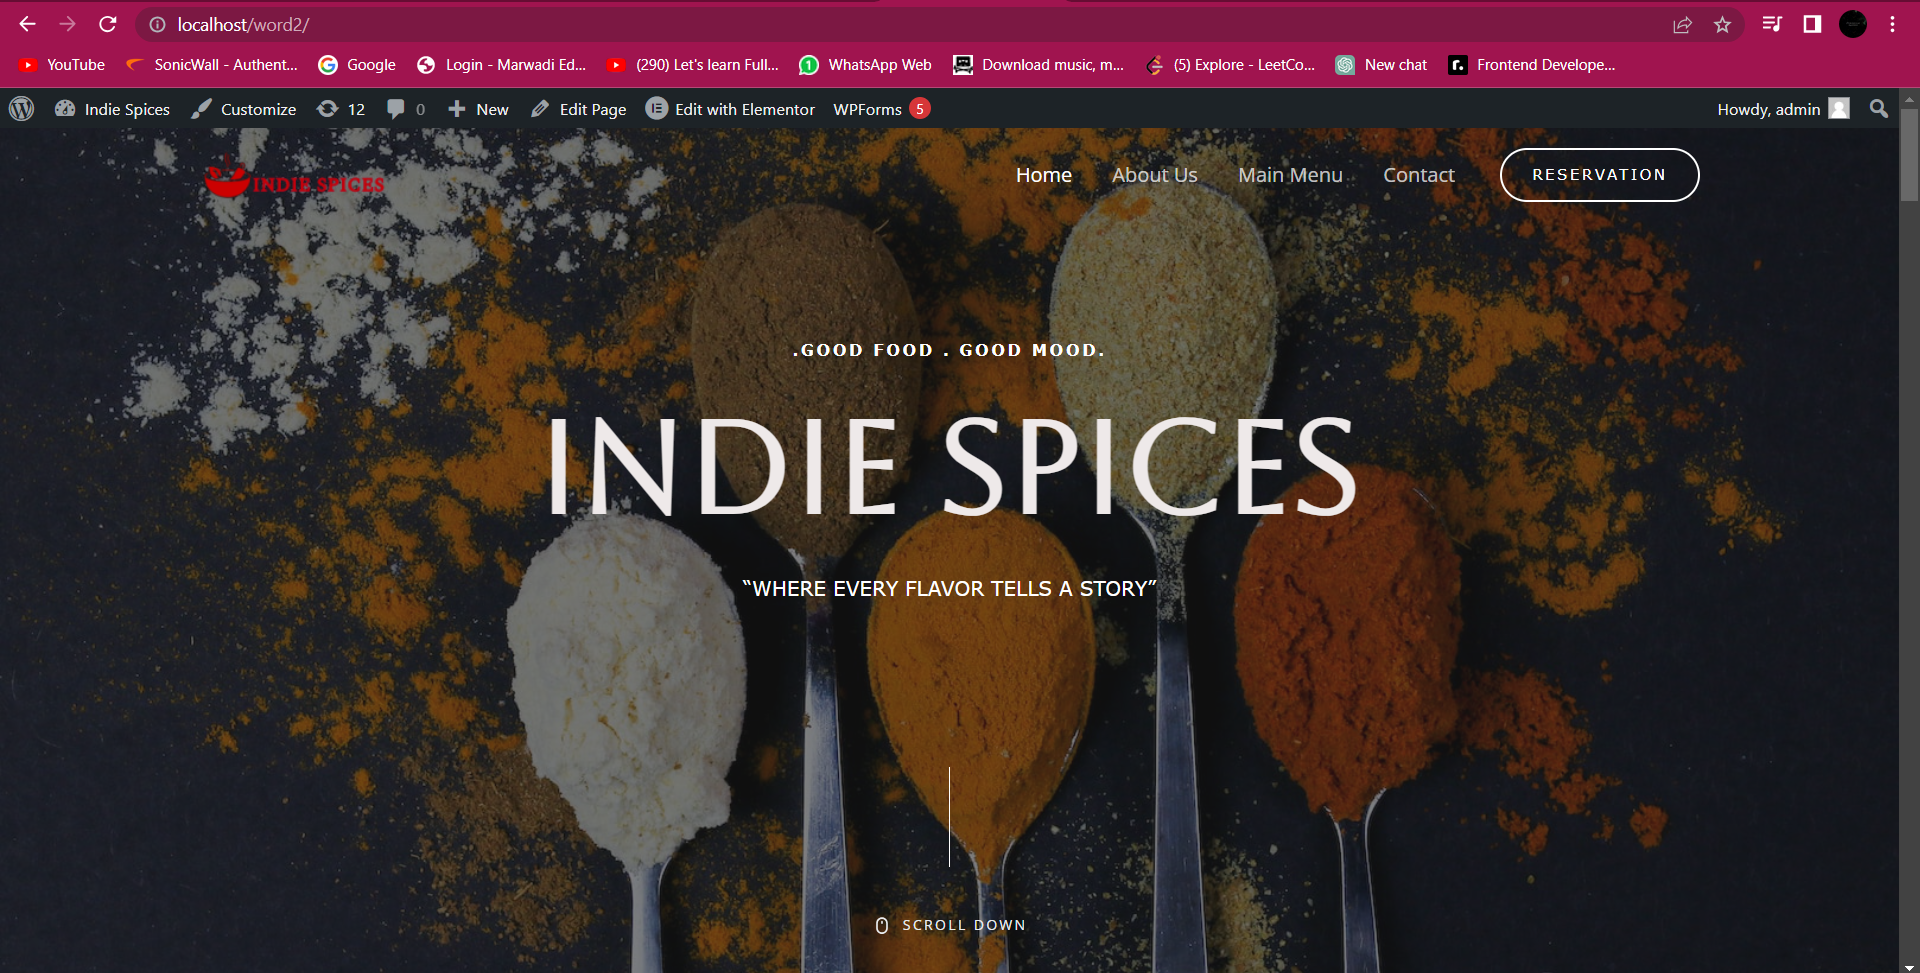 localhost/word2/
YouTube SonicWall - Authent... Google Login - Marwadi Ed... (290) Let's learn Full... 1 WhatsApp Web Download music, m... (5) Explore - LeetCo... New chat r. Frontend Develope...
Indie Spices Customize 12 0 New Edit Page Edit with Elementor WPForms 5 Howdy, admin
INDIE SPICES Home About Us Main Menu Contact RESERVATION
.GOOD FOOD . GOOD MOOD.
INDIE SPICES
“WHERE EVERY FLAVOR TELLS A STORY”
SCROLL DOWN